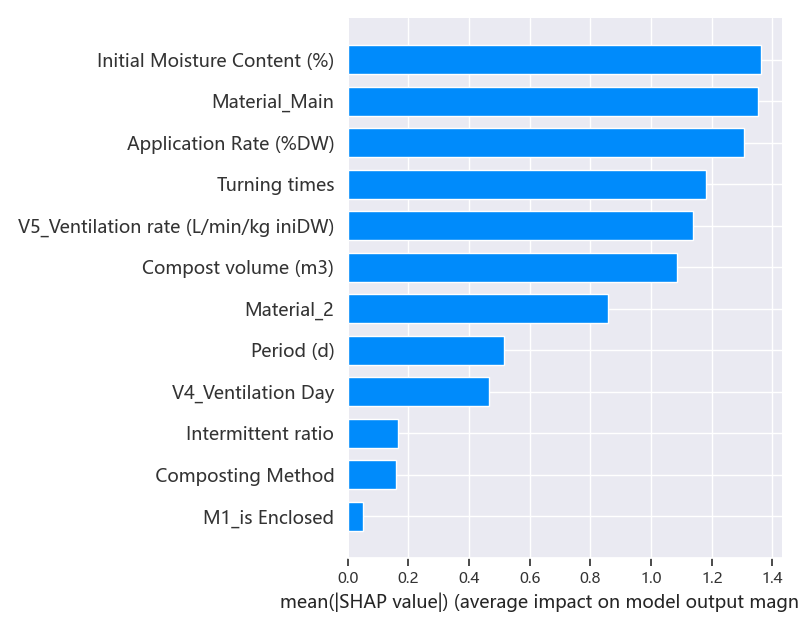 Initial Moisture Content (%)
Material_Main
Application Rate (%DW)
Turning times
V5_Ventilation rate (L/min/kg iniDW)
Compost volume (m3)
Material_2
Period (d)
V4_Ventilation Day
Intermittent ratio
Composting Method
M1_is Enclosed
0.0 0.2 0.4 0.6 0.8 1.0 1.2 1.4
mean(|SHAP value|) (average impact on model output magn